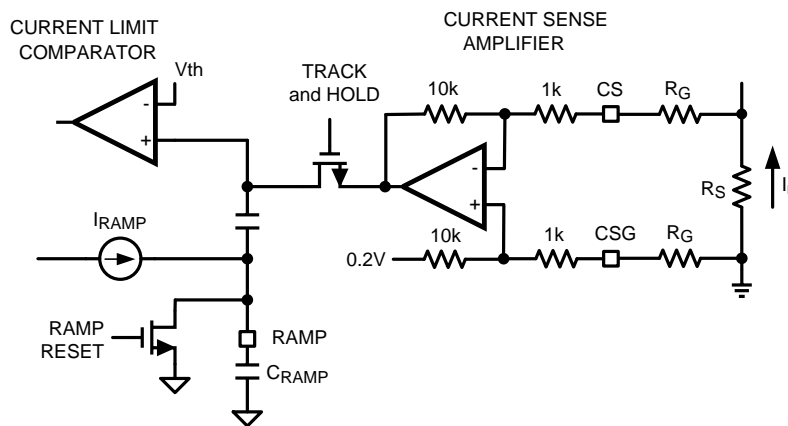 CURRENT LIMIT
COMPARATOR
CURRENT SENSE
AMPLIFIER
Vth
TRACK
and HOLD
10k
1k
CS
RG
-
+
-
+
RS
IRAMP
0.2V
10k
1k
CSG
RG
RAMP
RESET
RAMP
CRAMP